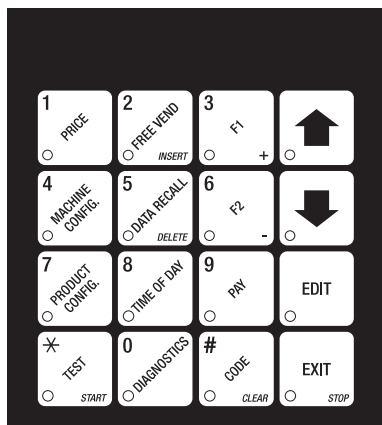 1
PRICE
2
FREE VEND
INSERT
3
F1
+
4
MACHINE
CONFIG.
5
DATA RECALL
DELETE
6
F2
-
7
PRODUCT
CONFIG.
8
TIME OF DAY
9
PAY
EDIT
*
TEST
START
0
DIAGNOSTICS
#
CODE
CLEAR
EXIT
STOP